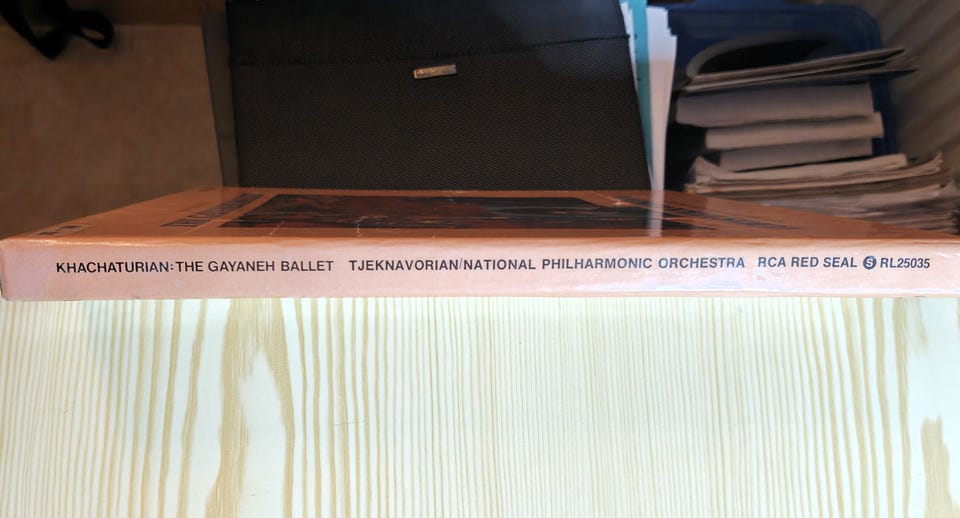 KHACHATURIAN: THE GAYANEH BALLET TJEKNAVORIAN/NATIONAL PHILHARMONIC ORCHESTRA RCA RED SEAL S RL25035